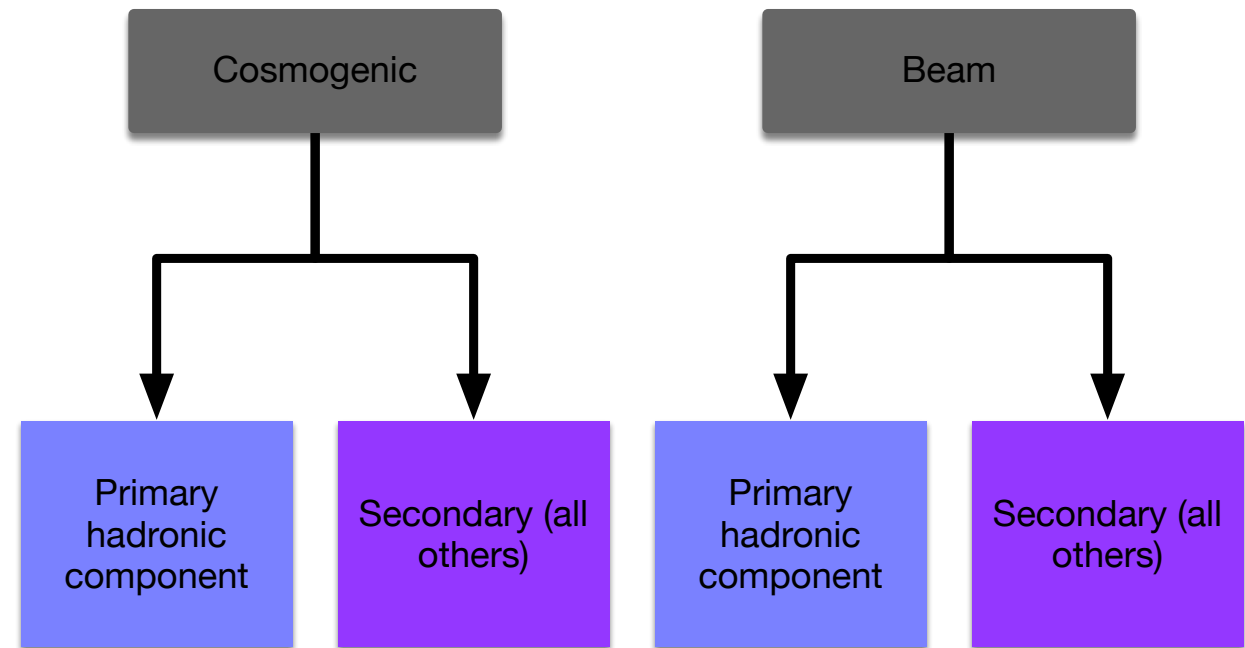 Cosmogenic
Beam
Primary
hadronic
component
Secondary (all
others)
Primary
hadronic
component
Secondary (all
others)